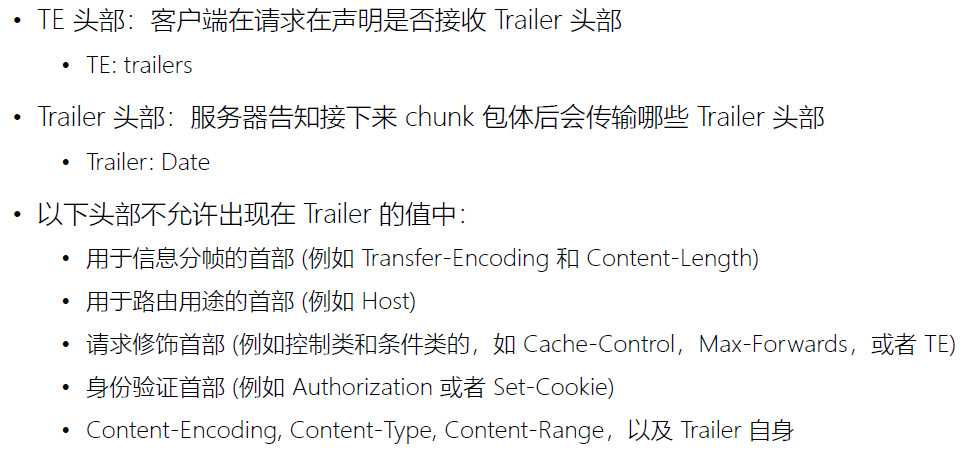 • TE 头部：客户端在请求在声明是否接收 Trailer 头部
• TE: trailers
• Trailer 头部：服务器告知接下来 chunk 包体后会传输哪些 Trailer 头部
• Trailer: Date
• 以下头部不允许出现在 Trailer 的值中：
• 用于信息分帧的首部 (例如 Transfer-Encoding 和 Content-Length)
• 用于路由用途的首部 (例如 Host)
• 请求修饰首部 (例如控制类和条件类的，如 Cache-Control，Max-Forwards，或者 TE)
• 身份验证首部 (例如 Authorization 或者 Set-Cookie)
• Content-Encoding, Content-Type, Content-Range，以及 Trailer 自身